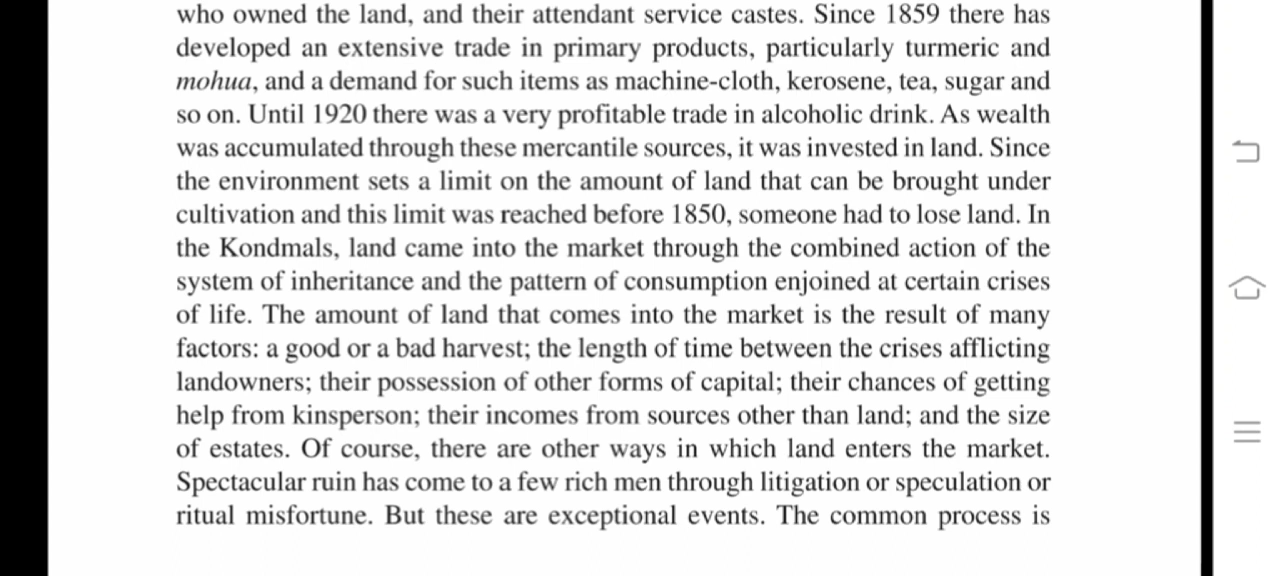 who owned the land, and their attendant service castes. Since 1859 there has
developed an extensive trade in primary products, particularly turmeric and
mohua, and a demand for such items as machine-cloth, kerosene, tea, sugar and
so on. Until 1920 there was a very profitable trade in alcoholic drink. As wealth
was accumulated through these mercantile sources, it was invested in land. Since
the environment sets a limit on the amount of land that can be brought under
cultivation and this limit was reached before 1850, someone had to lose land. In
the Kondmals, land came into the market through the combined action of the
system of inheritance and the pattern of consumption enjoined at certain crises
of life. The amount of land that comes into the market is the result of many
factors: a good or a bad harvest; the length of time between the crises afflicting
landowners; their possession of other forms of capital; their chances of getting
help from kinsperson; their incomes from sources other than land; and the size
of estates. Of course, there are other ways in which land enters the market.
Spectacular ruin has come to a few rich men through litigation or speculation or
ritual misfortune. But these are exceptional events. The common process is